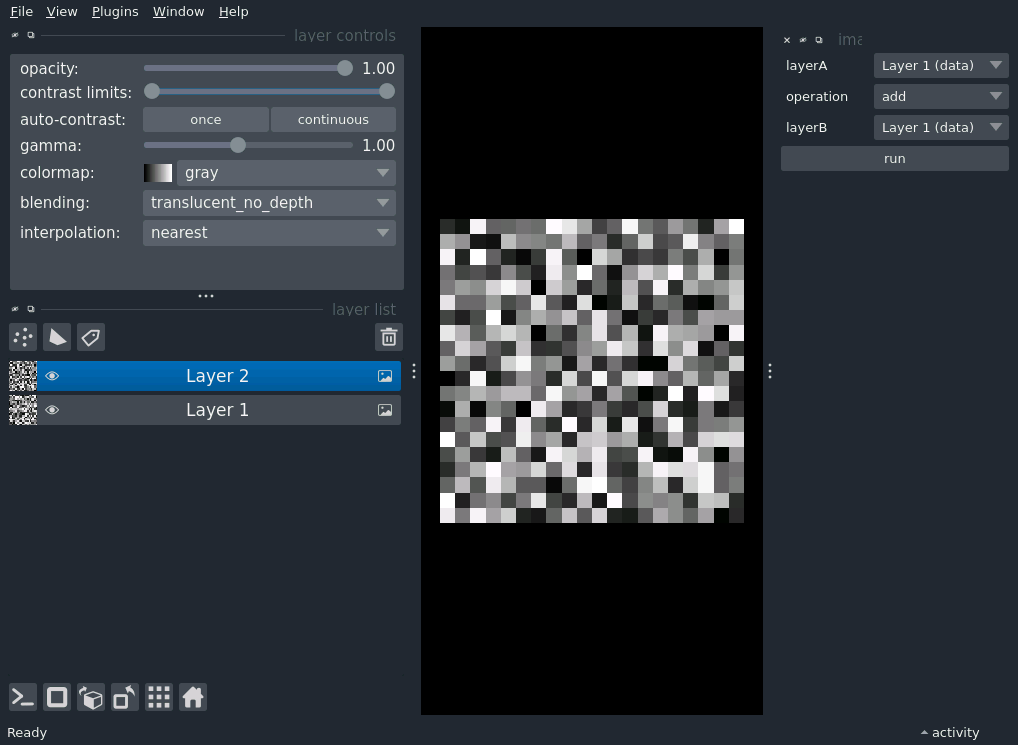 File View Plugins Window Help
layer controls
opacity: 1.00
contrast limits:
auto-contrast: once continuous
gamma: 1.00
colormap: gray
blending: translucent_no_depth
interpolation: nearest
layer list
Layer 2
Layer 1
layerA Layer 1 (data)
operation add
layerB Layer 1 (data)
run
Ready
activity